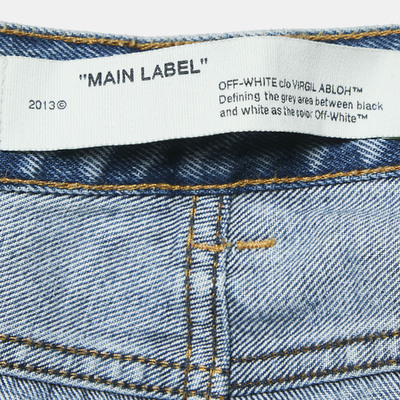 "MAIN LABEL"
2013©
OFF-WHITE c/o VIRGIL ABLOH™
Defining the grey area between black
and white as the color Off-White™